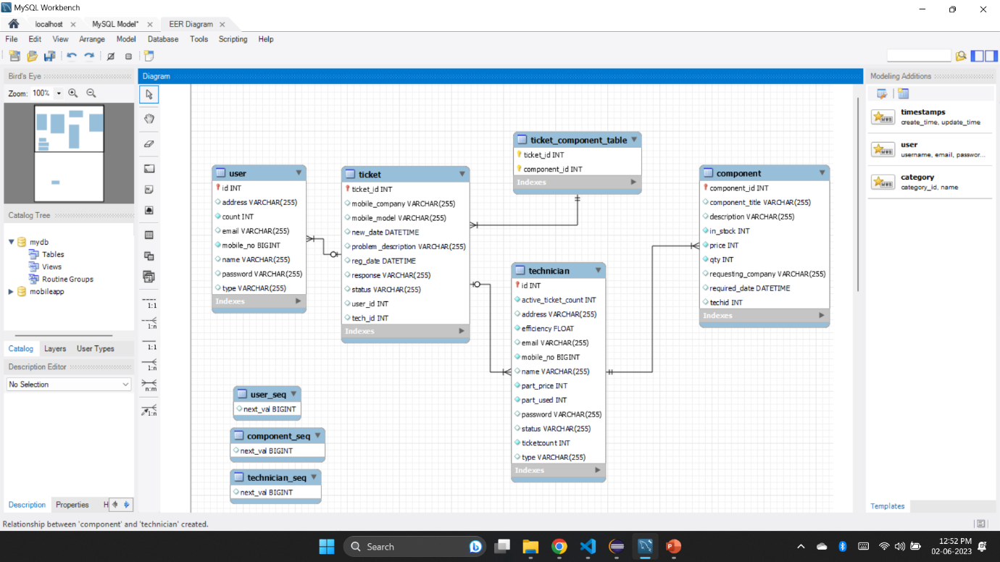 MySQL Workbench
localhost
MySQL Model*
EER Diagram
File Edit View Arrange Model Database Tools Scripting Help
Bird's Eye
Zoom: 100%
Catalog Tree
mydb
Tables
Views
Routine Groups
mobileapp
Catalog Layers User Types
Description Editor
No Selection
Description Properties H
1:1
1:n
1:1
1:n
n:m
1:n
Diagram
user
id INT
address VARCHAR(255)
count INT
email VARCHAR(255)
mobile_no BIGINT
name VARCHAR(255)
password VARCHAR(255)
type VARCHAR(255)
Indexes
ticket
ticket_id INT
mobile_company VARCHAR(255)
mobile_model VARCHAR(255)
new_date DATETIME
problem_description VARCHAR(255)
reg_date DATETIME
response VARCHAR(255)
status VARCHAR(255)
user_id INT
tech_id INT
Indexes
ticket_component_table
ticket_id INT
component_id INT
Indexes
technician
id INT
active_ticket_count INT
address VARCHAR(255)
efficiency FLOAT
email VARCHAR(255)
mobile_no BIGINT
name VARCHAR(255)
part_price INT
part_used INT
password VARCHAR(255)
status VARCHAR(255)
ticketcount INT
type VARCHAR(255)
Indexes
component
component_id INT
component_title VARCHAR(255)
description VARCHAR(255)
in_stock INT
price INT
qty INT
requesting_company VARCHAR(255)
required_date DATETIME
techid INT
Indexes
user_seq
next_val BIGINT
component_seq
next_val BIGINT
technician_seq
next_val BIGINT
Modeling Additions
timestamps
create_time, update_time
user
username, email, passwor...
category
category_id, name
Templates
Relationship between 'component' and 'technician' created.
Search
12:52 PM
02-06-2023